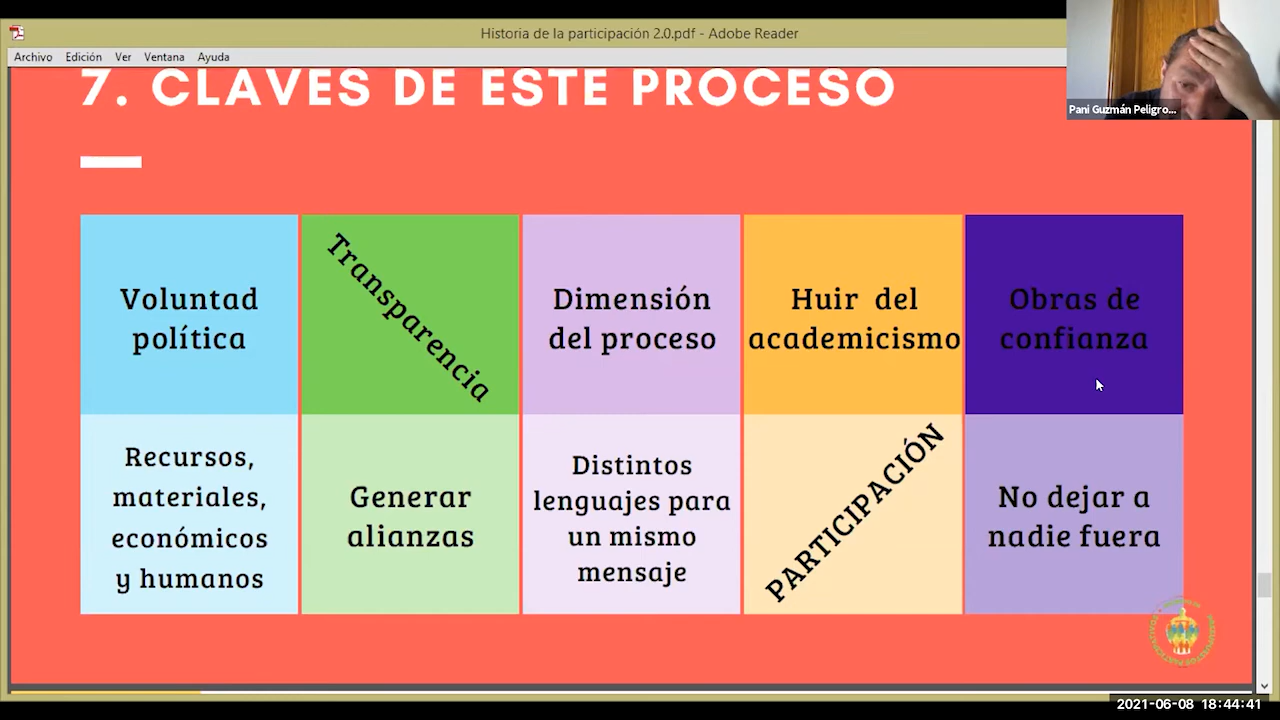 Historia de la participación 2.0.pdf - Adobe Reader
Archivo Edición Ver Ventana Ayuda
Pani Guzmán Peligro...
7. CLAVES DE ESTE PROCESO
Voluntad
política
Transparencia
Dimensión
del proceso
Huir del
academicismo
Obras de
confianza
Recursos,
materiales,
económicos
y humanos
Generar
alianzas
Distintos
lenguajes para
un mismo
mensaje
PARTICIPACIÓN
No dejar a
nadie fuera
2021-06-08 18:44:41